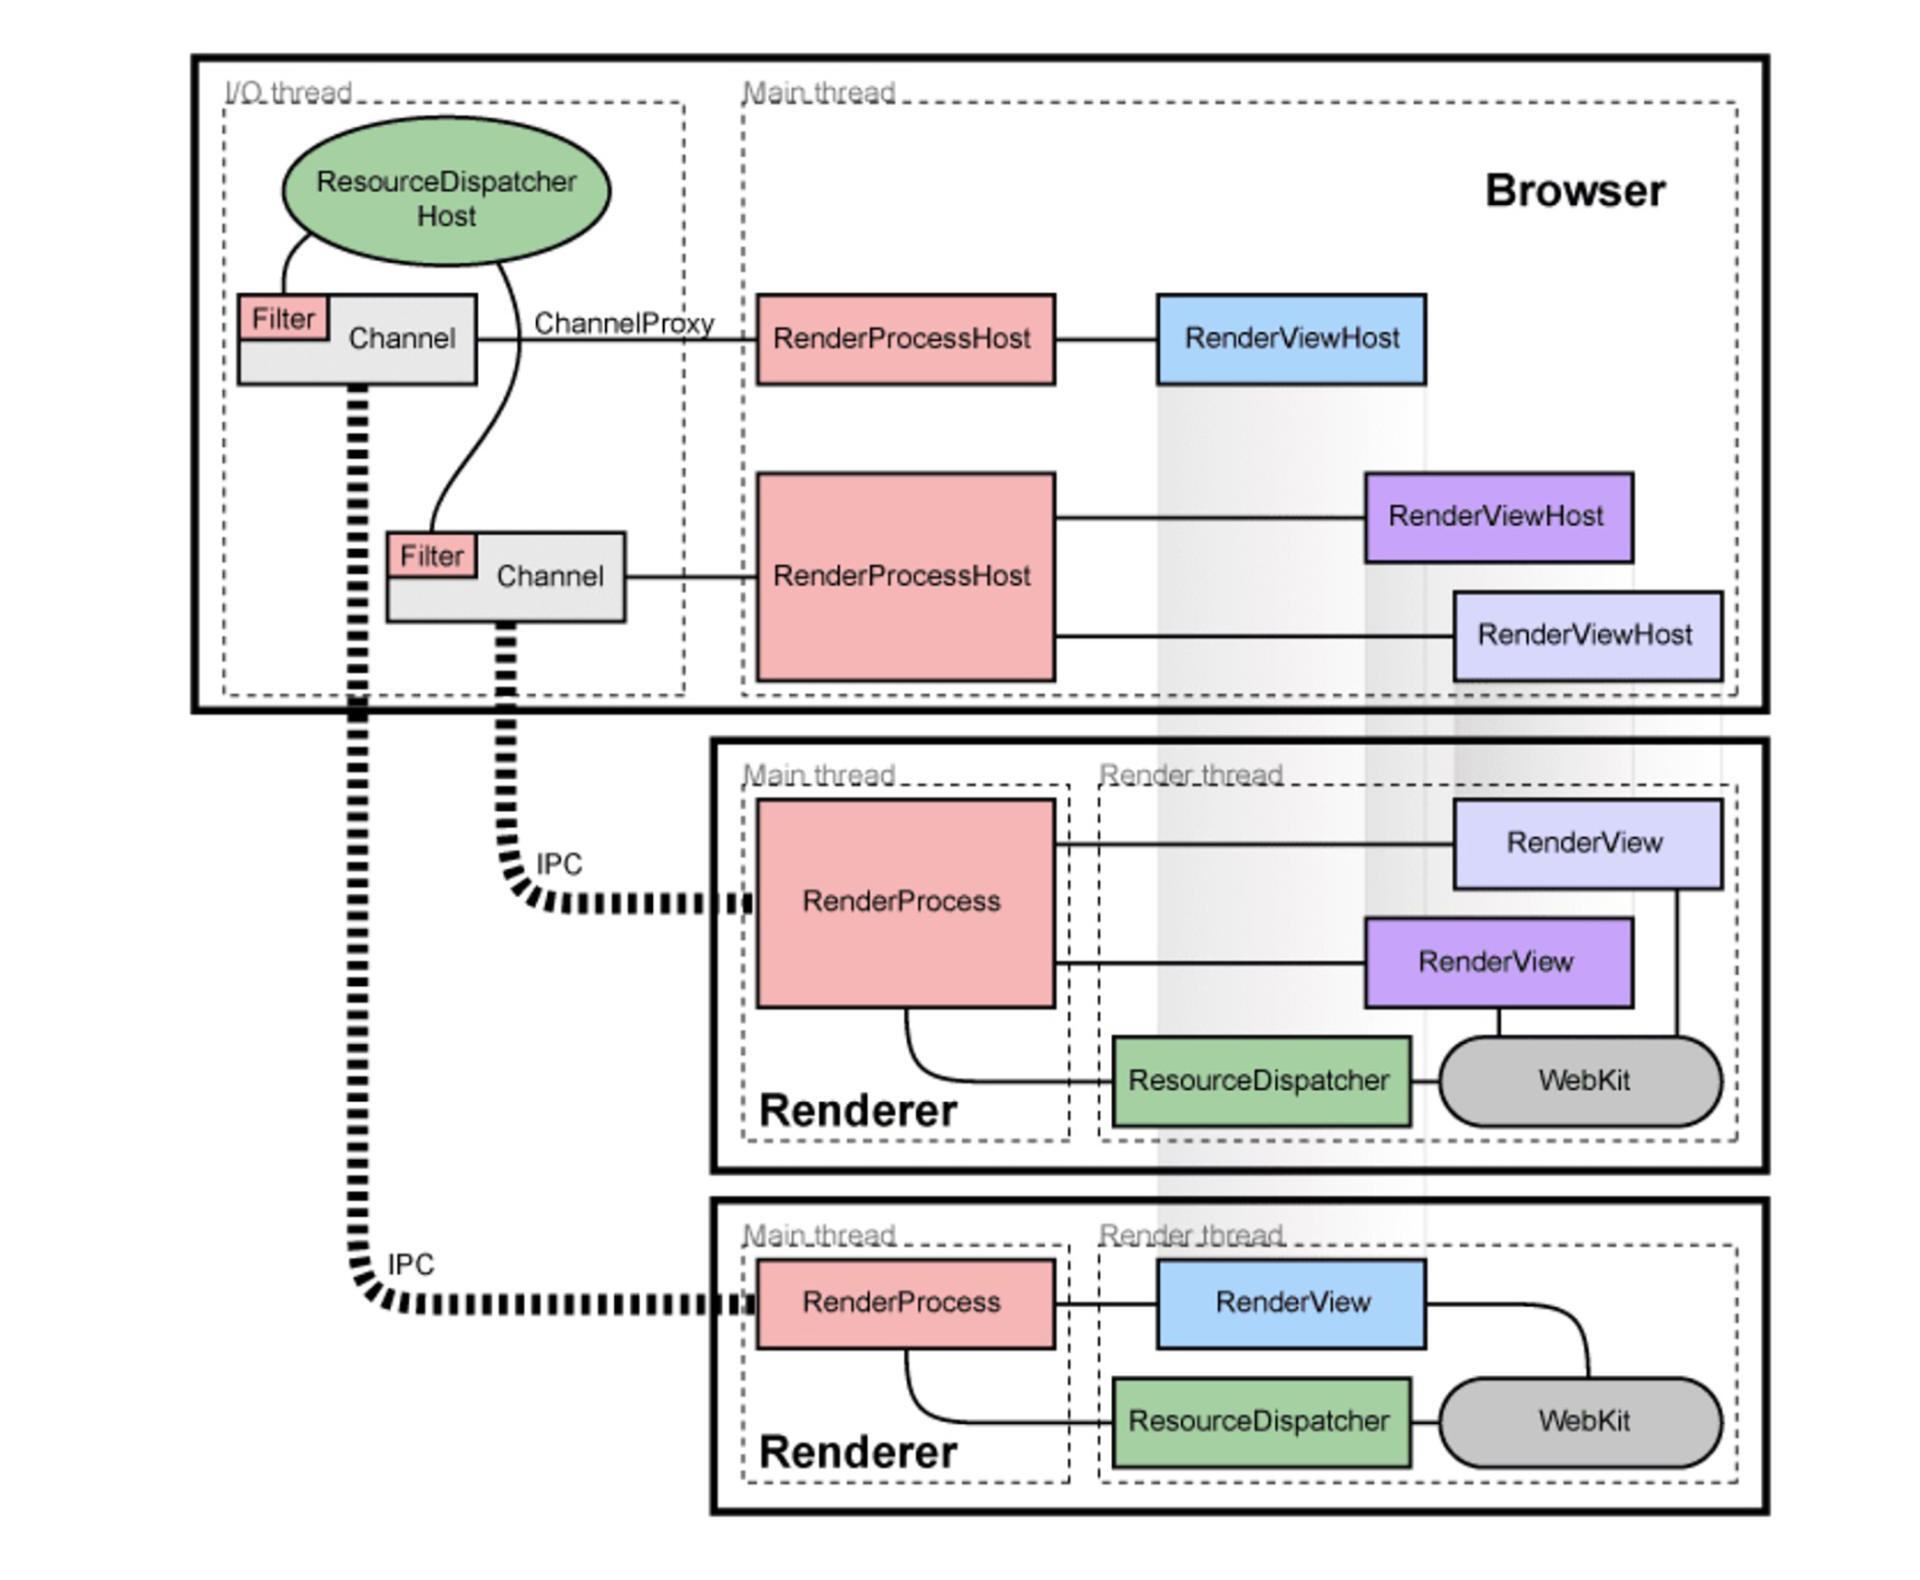 I/O thread
Main thread
ResourceDispatcher
Host
Browser
Filter
Channel
ChannelProxy
RenderProcessHost
RenderViewHost
RenderViewHost
Filter
Channel
RenderProcessHost
RenderViewHost
Main thread
Render thread
RenderView
IPC
RenderProcess
RenderView
ResourceDispatcher
WebKit
Renderer
Main thread
Render thread
IPC
RenderProcess
RenderView
ResourceDispatcher
WebKit
Renderer